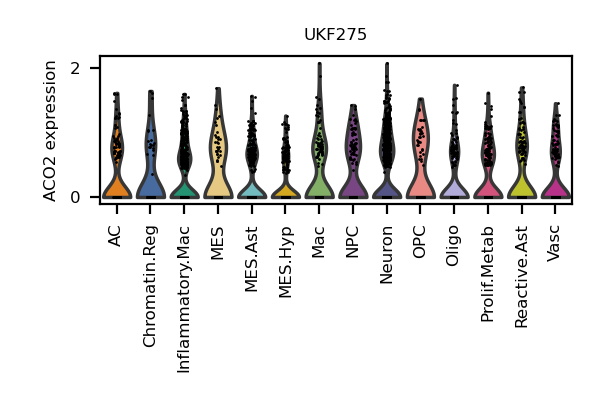 UKF275
ACO2 expression
2
0
AC
Chromatin.Reg
Inflammatory.Mac
MES
MES.Ast
MES.Hyp
Mac
NPC
Neuron
OPC
Oligo
Prolif.Metab
Reactive.Ast
Vasc